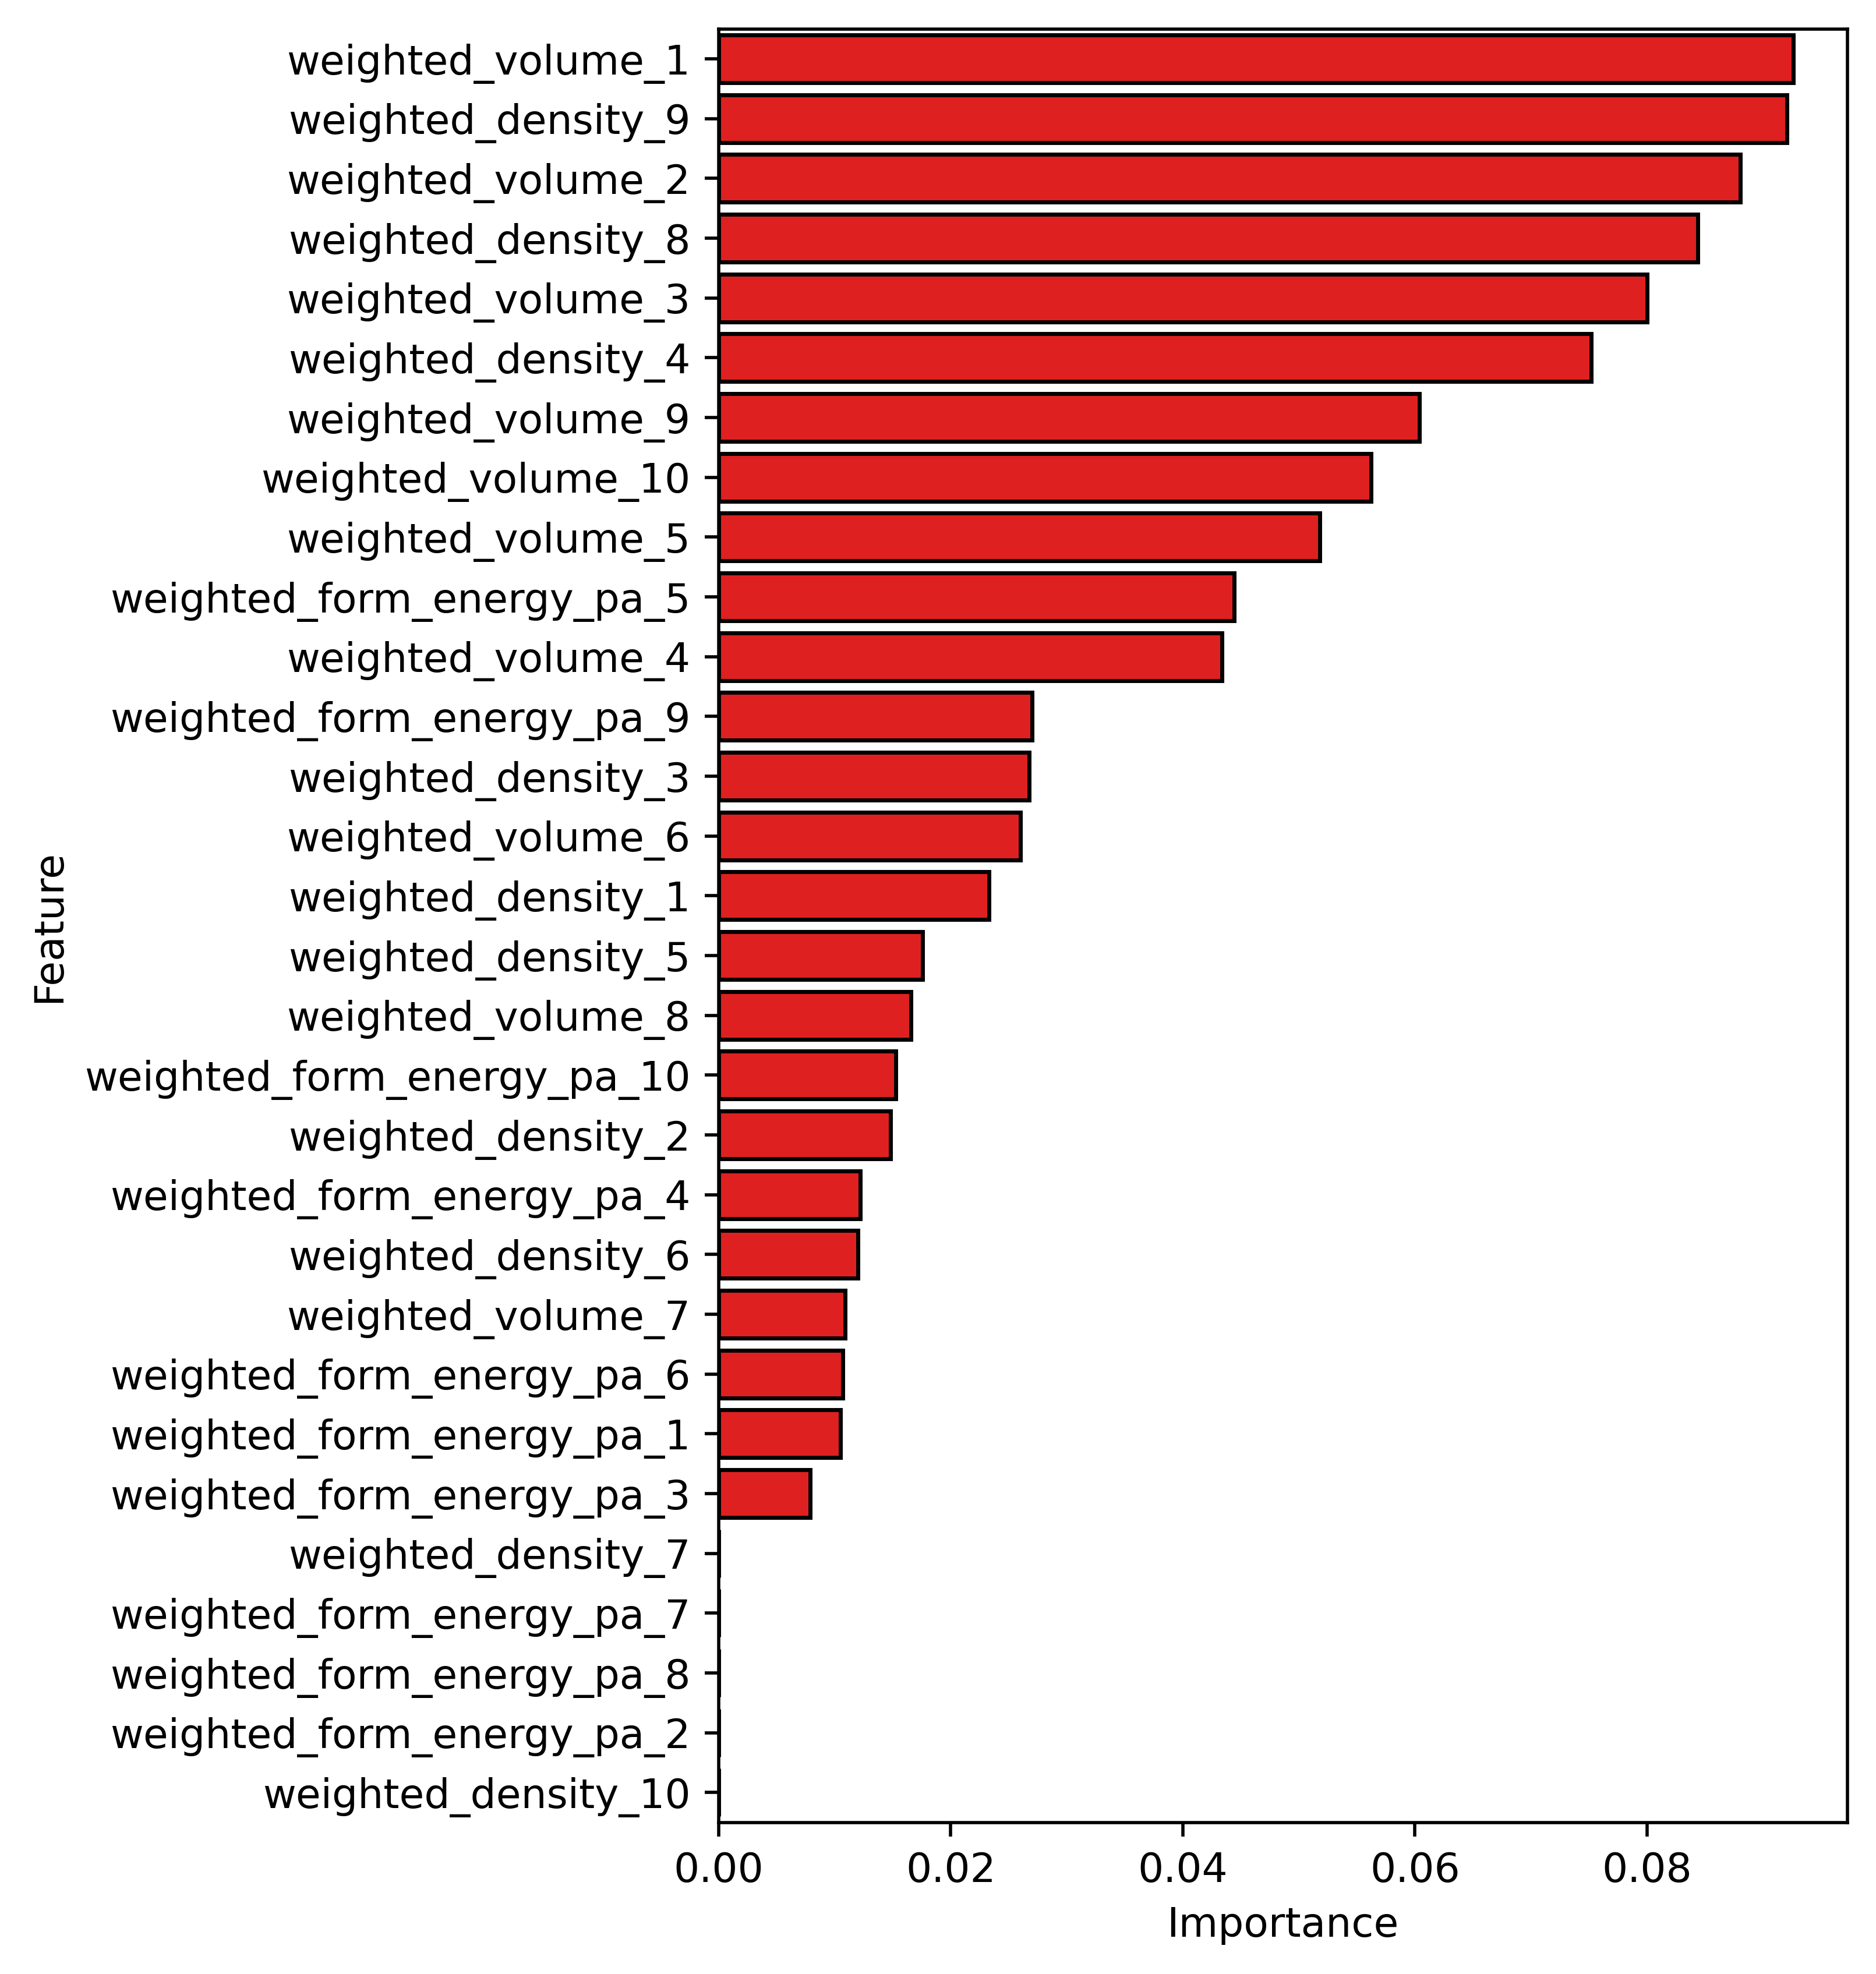 weighted_volume_1
weighted_density_9
weighted_volume_2
weighted_density_8
weighted_volume_3
weighted_density_4
weighted_volume_9
weighted_volume_10
weighted_volume_5
weighted_form_energy_pa_5
weighted_volume_4
weighted_form_energy_pa_9
weighted_density_3
weighted_volume_6
weighted_density_1
weighted_density_5
weighted_volume_8
weighted_form_energy_pa_10
weighted_density_2
weighted_form_energy_pa_4
weighted_density_6
weighted_volume_7
weighted_form_energy_pa_6
weighted_form_energy_pa_1
weighted_form_energy_pa_3
weighted_density_7
weighted_form_energy_pa_7
weighted_form_energy_pa_8
weighted_form_energy_pa_2
weighted_density_10
Feature
0.00 0.02 0.04 0.06 0.08
Importance